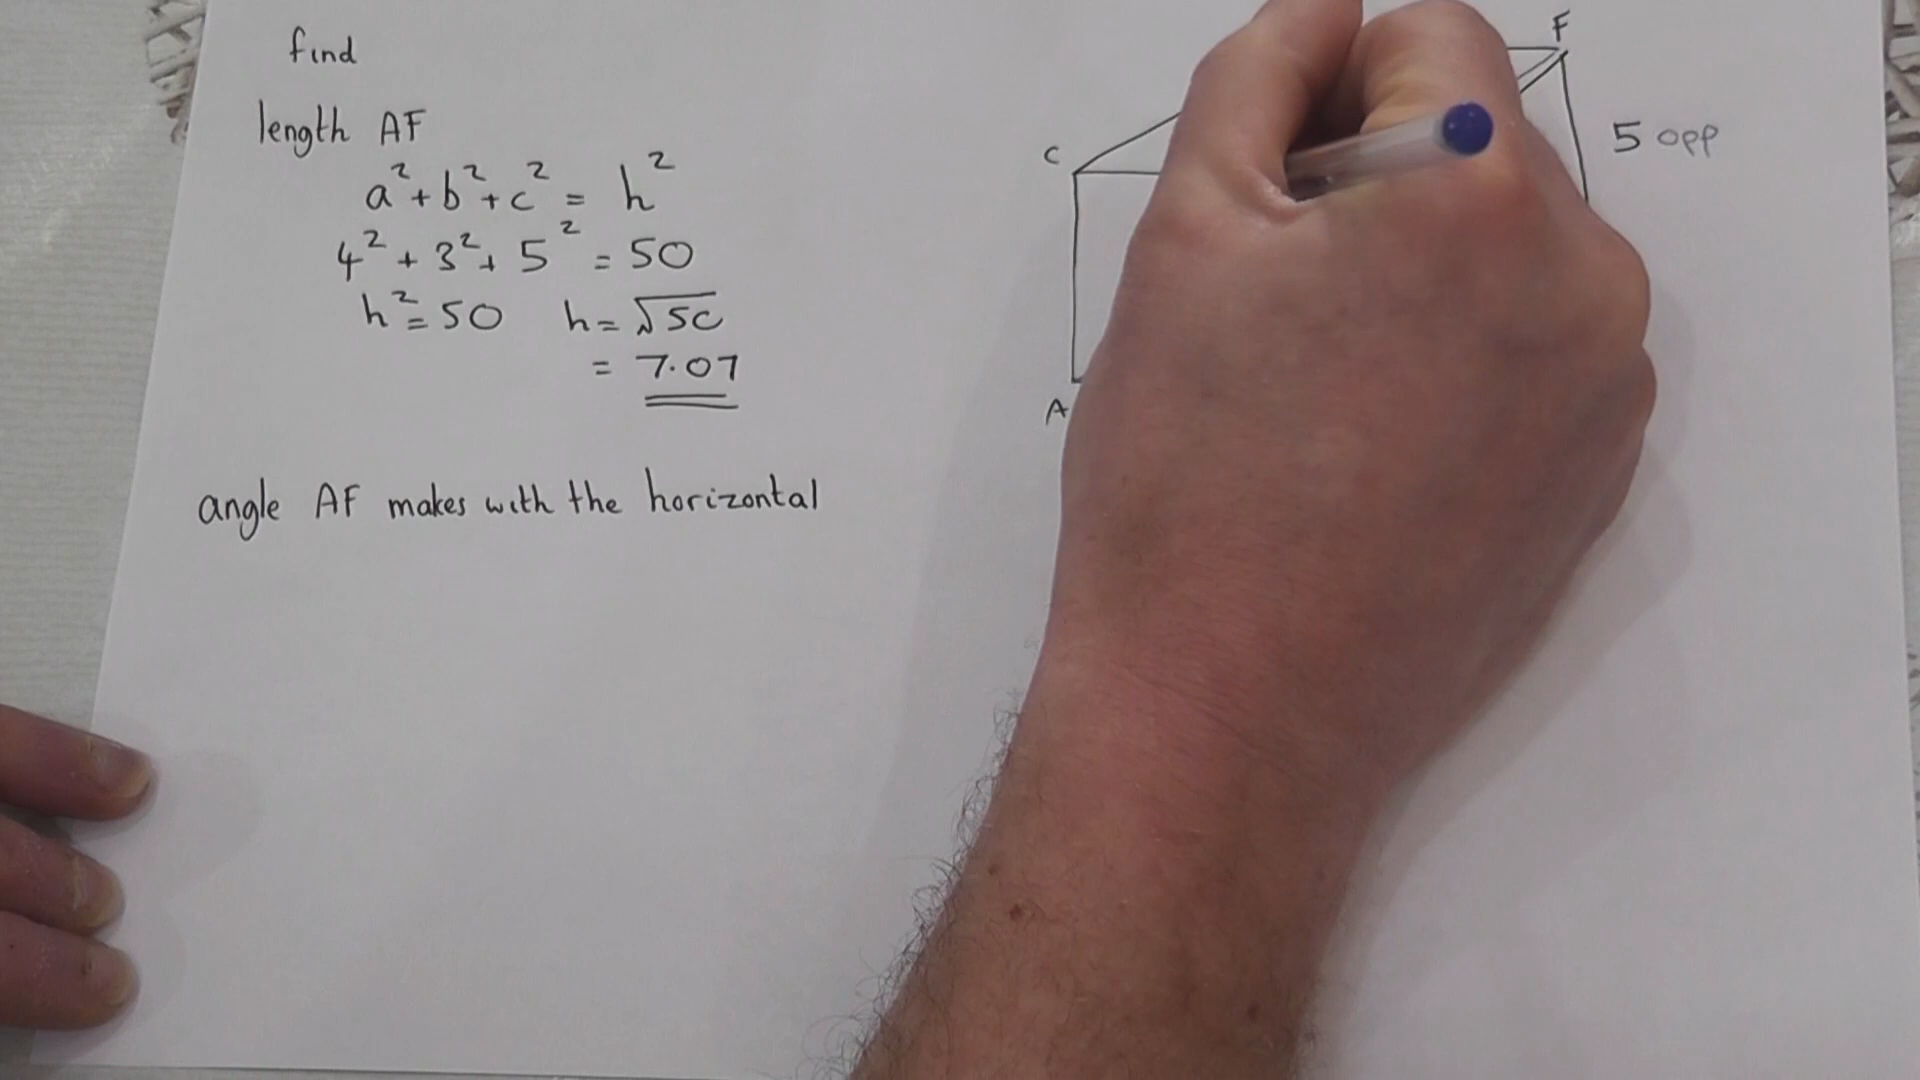 find
length AF
a² + b² + c² = h²
4² + 3² + 5² = 50
h² = 50 h = √50
= 7.07
angle AF makes with the horizontal
F
C
5 opp
A